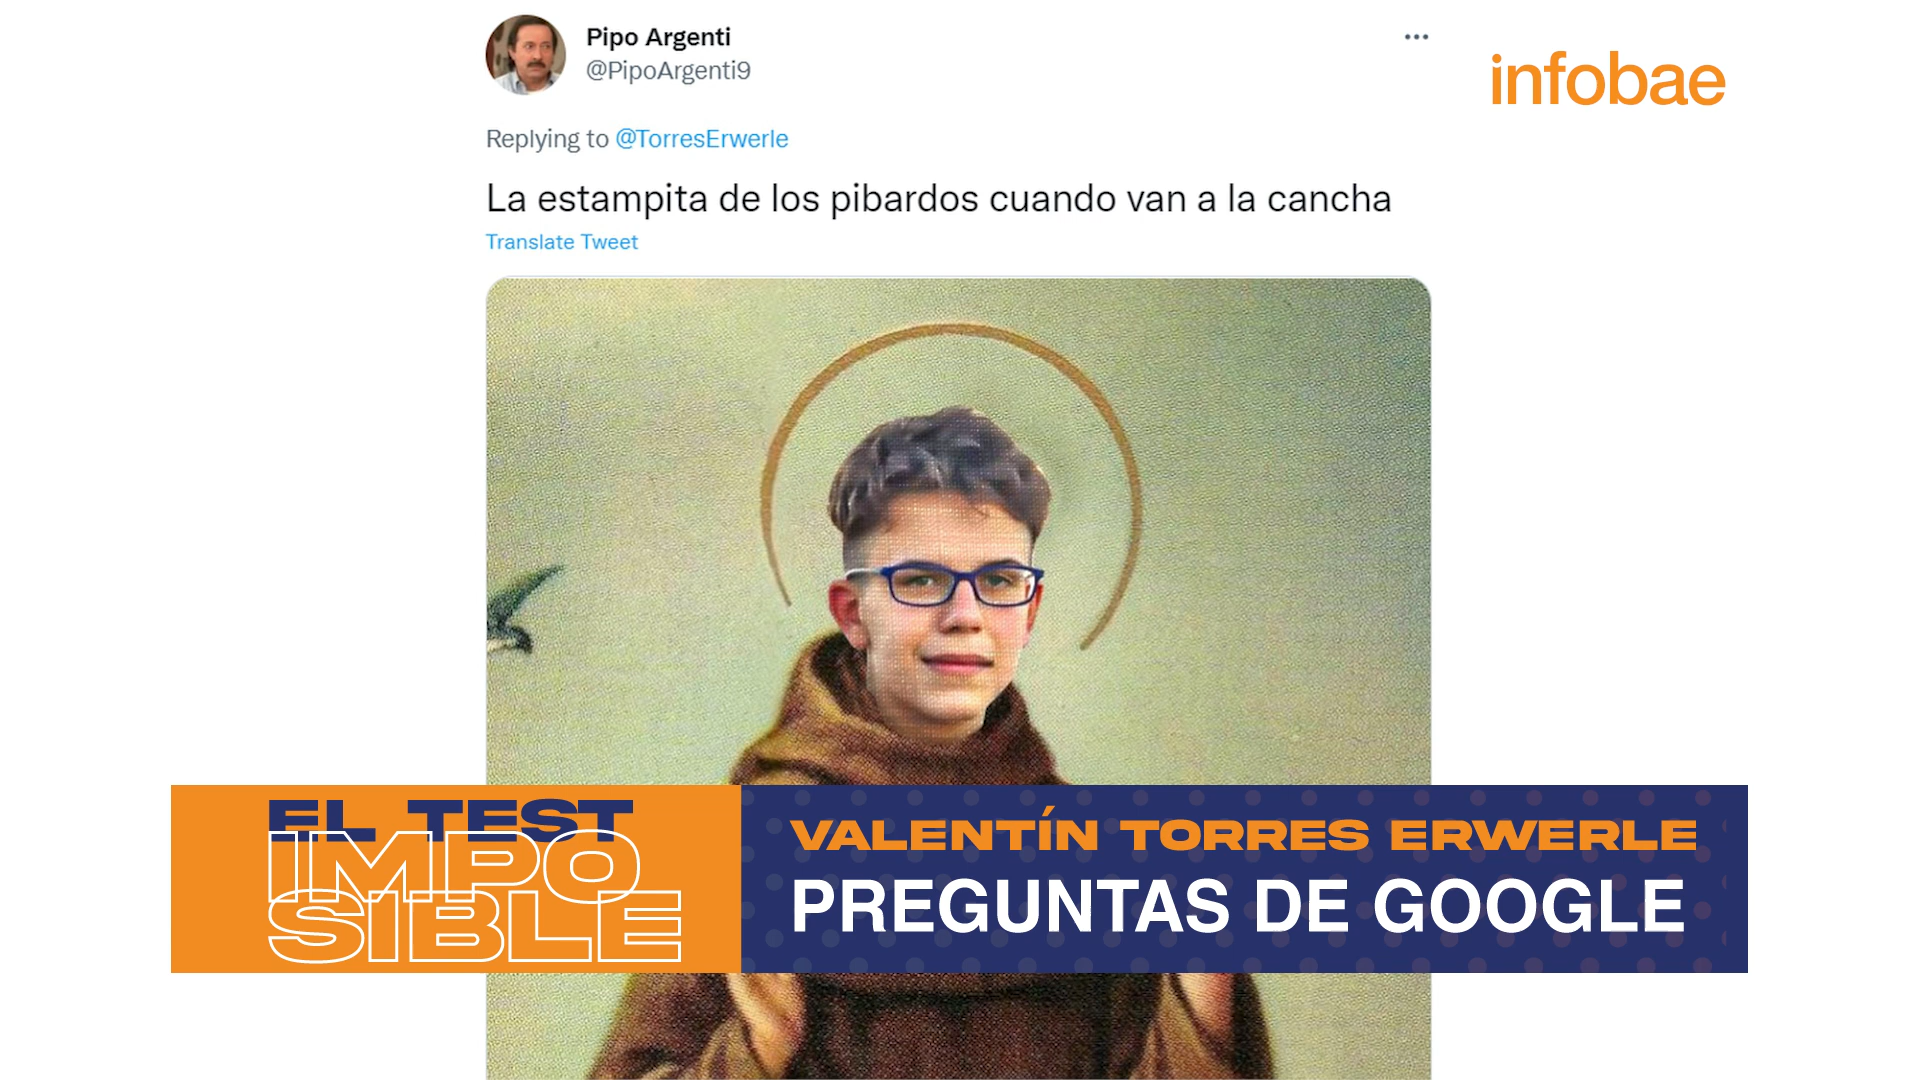 Pipo Argenti
@PipoArgenti9
infobae
Replying to @TorresErwerle
La estampita de los pibardos cuando van a la cancha
Translate Tweet
EL TEST
IMPO
SIBLE
VALENTÍN TORRES ERWERLE
PREGUNTAS DE GOOGLE